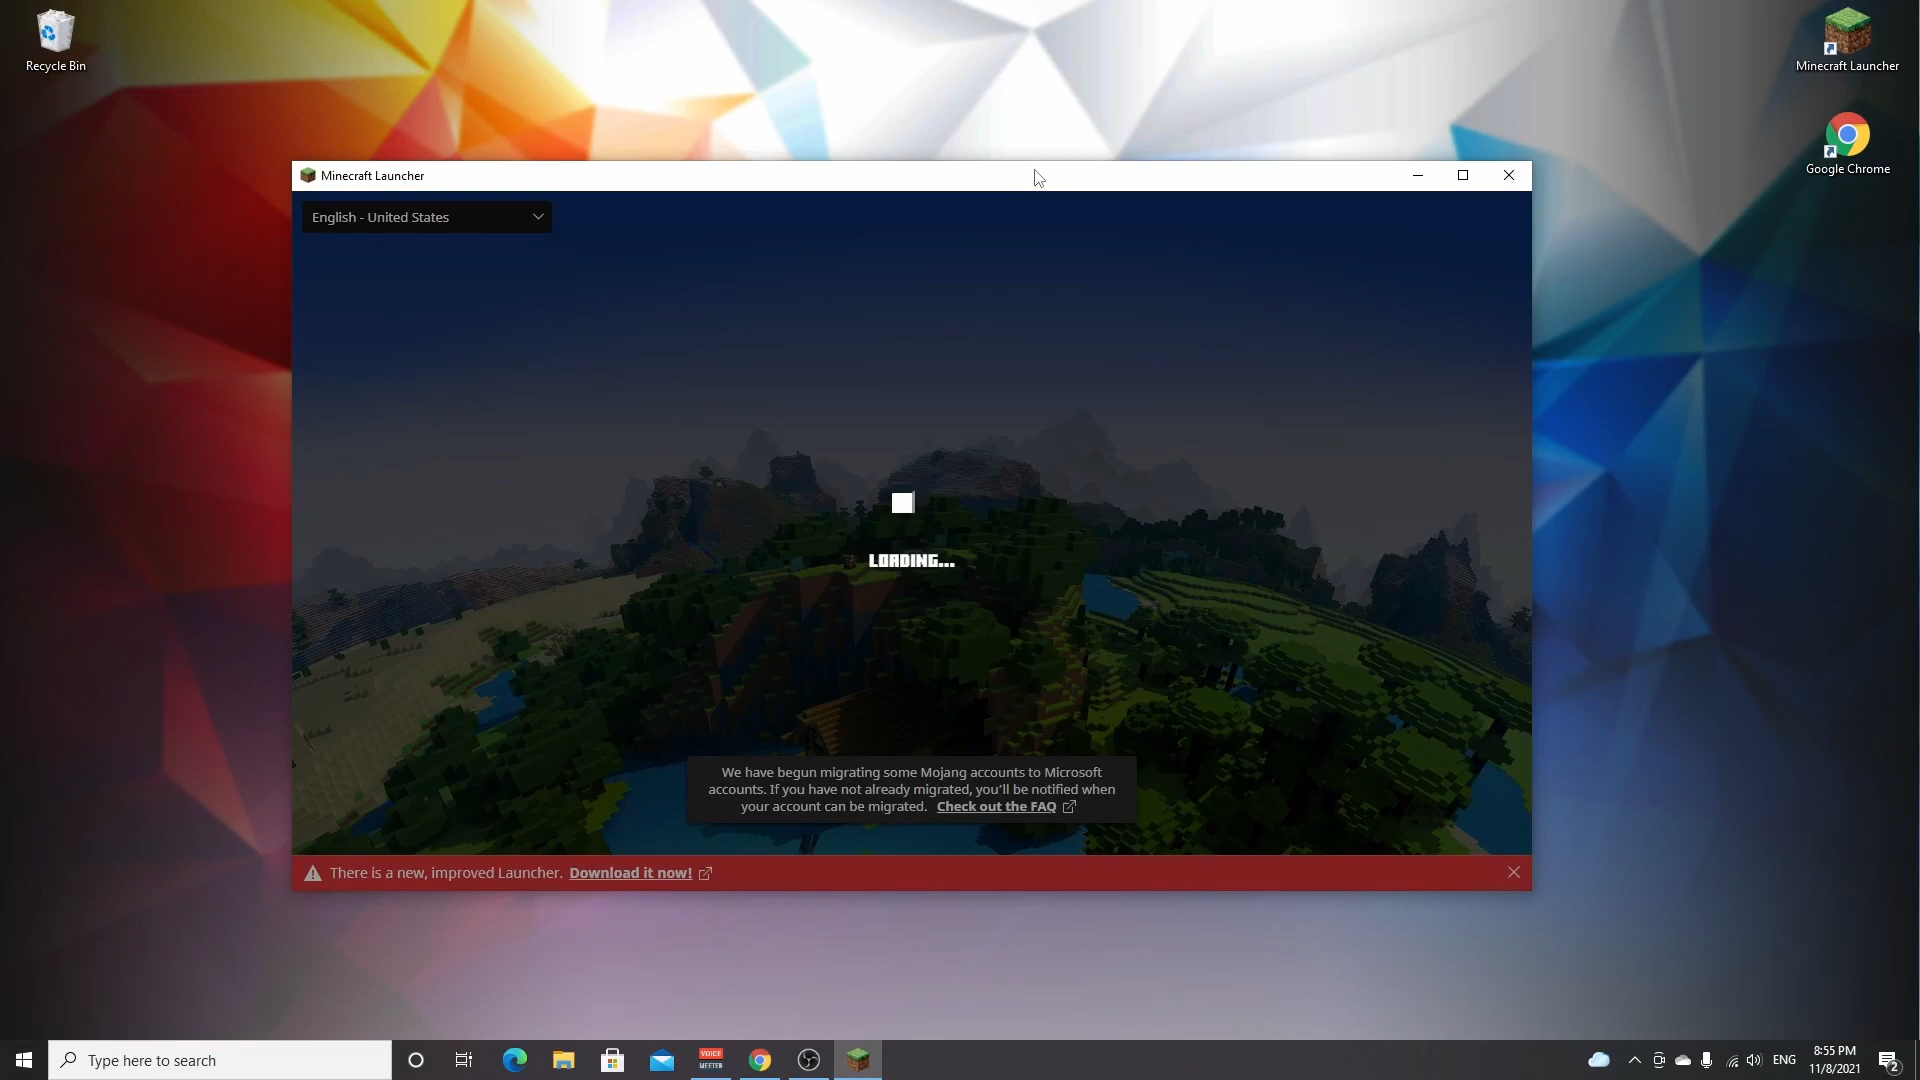 Recycle Bin
Minecraft Launcher
Google Chrome
Minecraft Launcher
English - United States
LOADING...
We have begun migrating some Mojang accounts to Microsoft
accounts. If you have not already migrated, you'll be notified when
your account can be migrated. Check out the FAQ
There is a new, improved Launcher. Download it now!
Type here to search
VOICE
MEETER
ENG
8:55 PM
11/8/2021
2